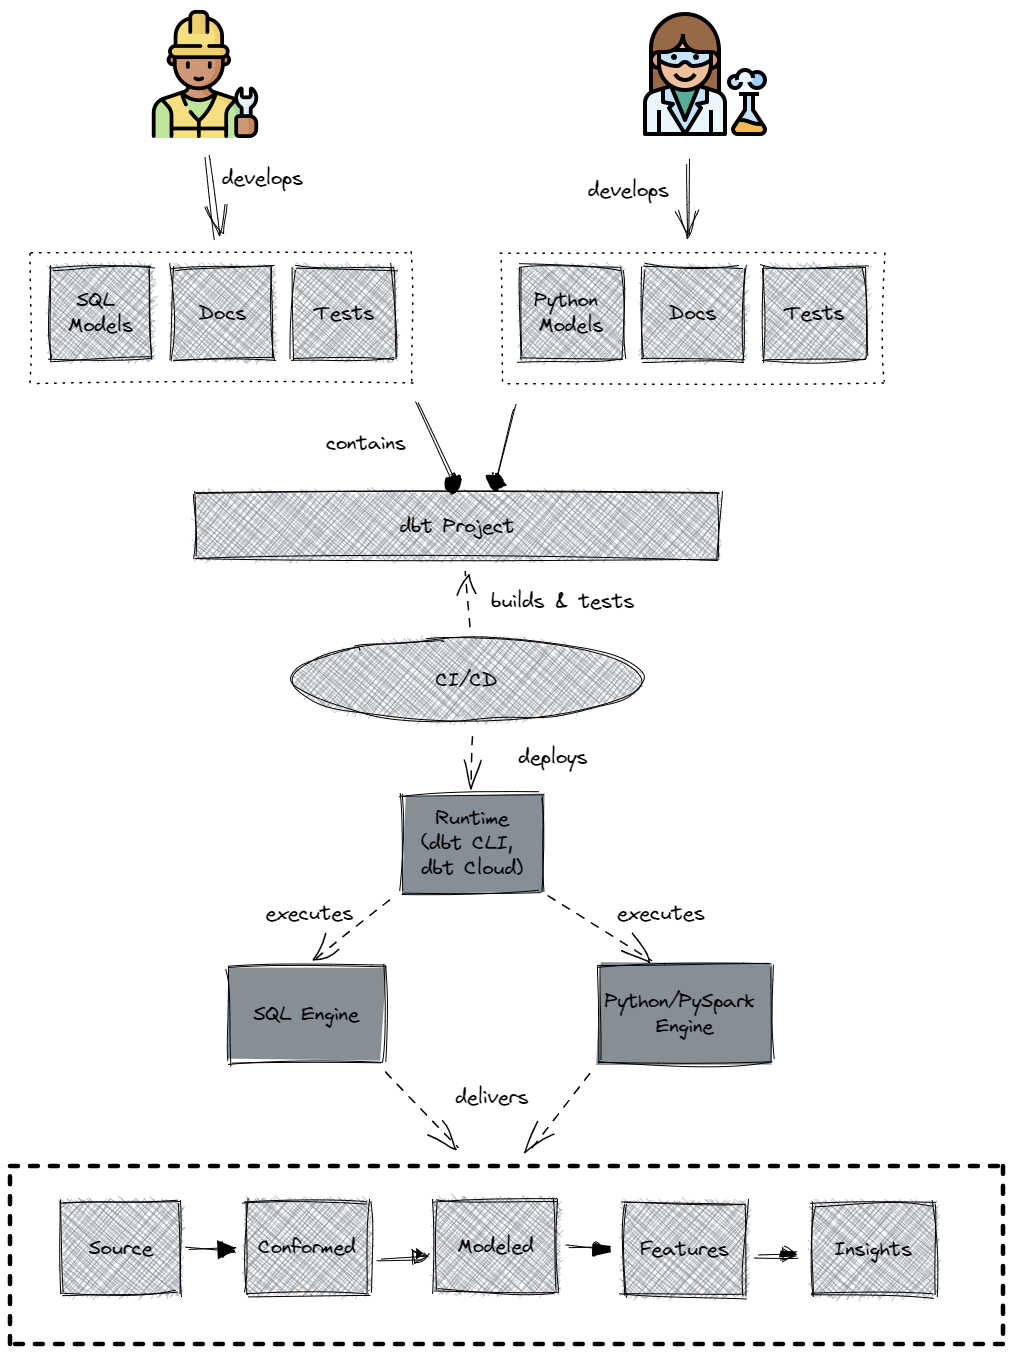 develops
develops
SQL
Models
Docs
Tests
Python
Models
Docs
Tests
contains
dbt Project
builds & tests
CI/CD
deploys
Runtime
(dbt CLI,
dbt Cloud)
executes
executes
SQL Engine
Python/PySpark
Engine
delivers
Source
Conformed
Modeled
Features
Insights